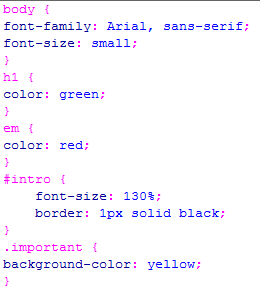 body {
font-family: Arial, sans-serif;
font-size: small;
}
h1 {
color: green;
}
em {
color: red;
}
#intro {
    font-size: 130%;
    border: 1px solid black;
}
.important {
background-color: yellow;
}